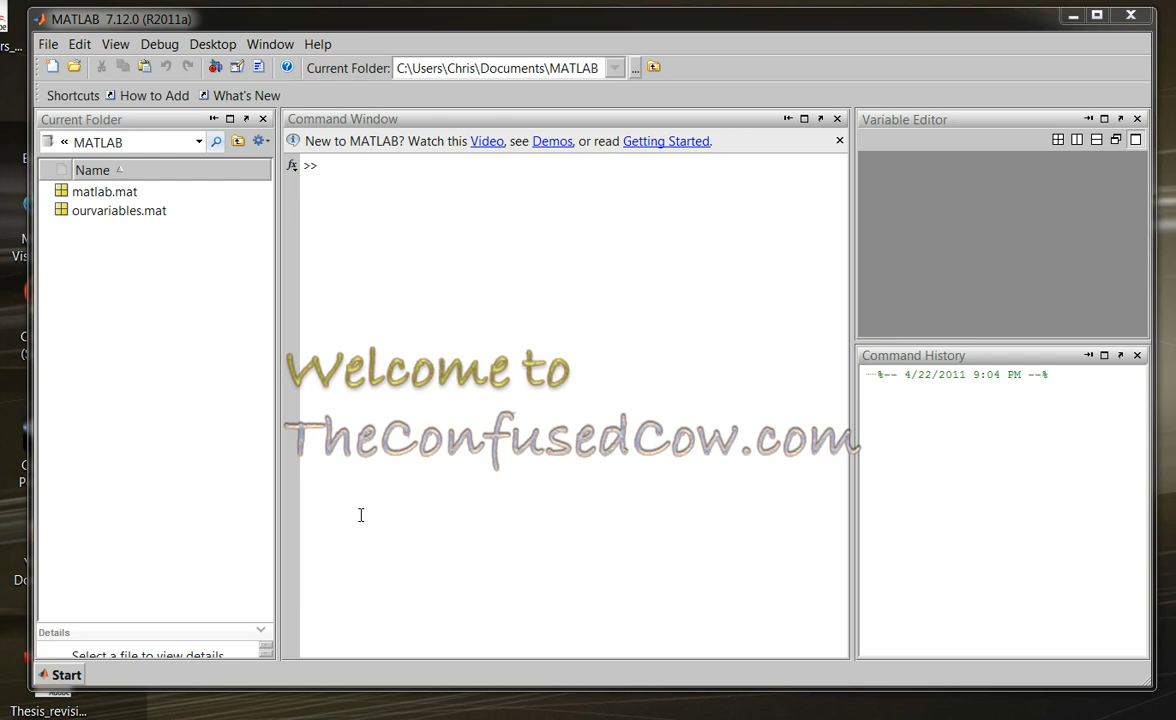 MATLAB 7.12.0 (R2011a)
File Edit View Debug Desktop Window Help
Current Folder: C:\Users\Chris\Documents\MATLAB
Shortcuts How to Add What's New
Current Folder
« MATLAB
Name
matlab.mat
ourvariables.mat
Details
Select a file to view details
Start
Command Window
New to MATLAB? Watch this Video, see Demos, or read Getting Started.
fx >>
Welcome to
TheConfusedCow.com
Variable Editor
Command History
%-- 4/22/2011 9:04 PM --%
Thesis_revisi...